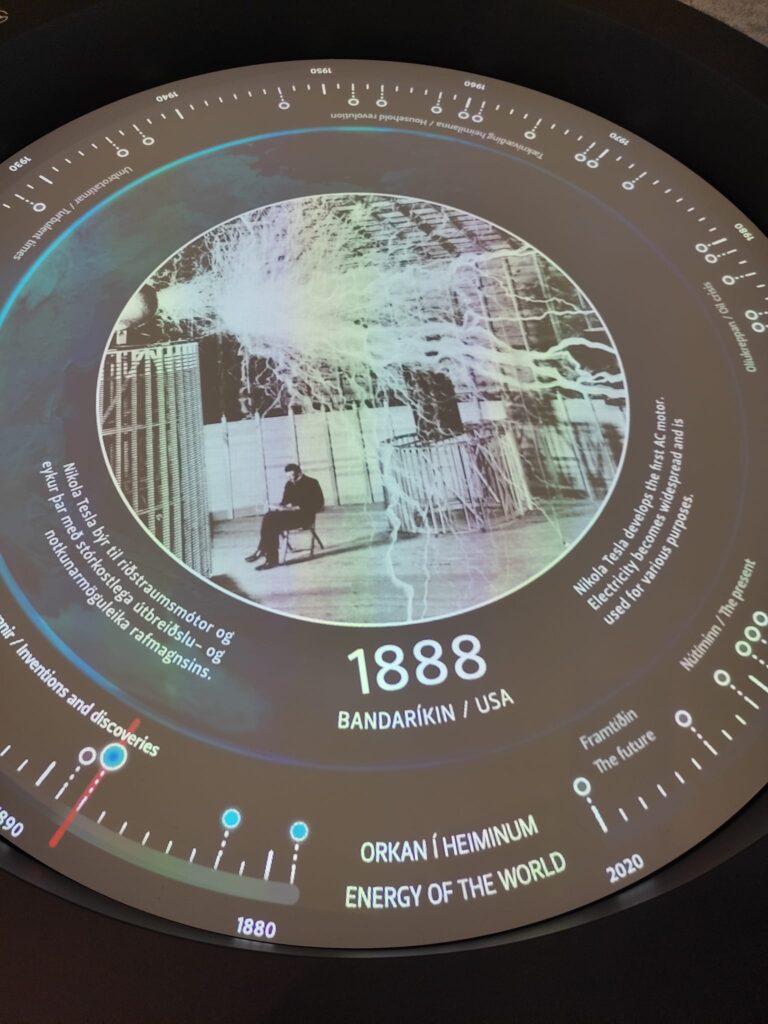 1930
1940
1950
1960
1970
1980
Umbrotatímar / Turbulent times
Tæknivæðing heimilanna / Household revolution
Olíukreppan / Oil crisis
Nikola Tesla býr til riðstraumsmótor og
eykur þar með stórkostlega útbreiðslu- og
notkunarmöguleika rafmagnsins.
Nikola Tesla develops the first AC motor.
Electricity becomes widespread and is
used for various purposes.
1888
BANDARÍKIN / USA
/ Inventions and discoveries
Nútíminn / The present
Framtíðin
The future
ORKAN Í HEIMINUM
ENERGY OF THE WORLD
1880
2020